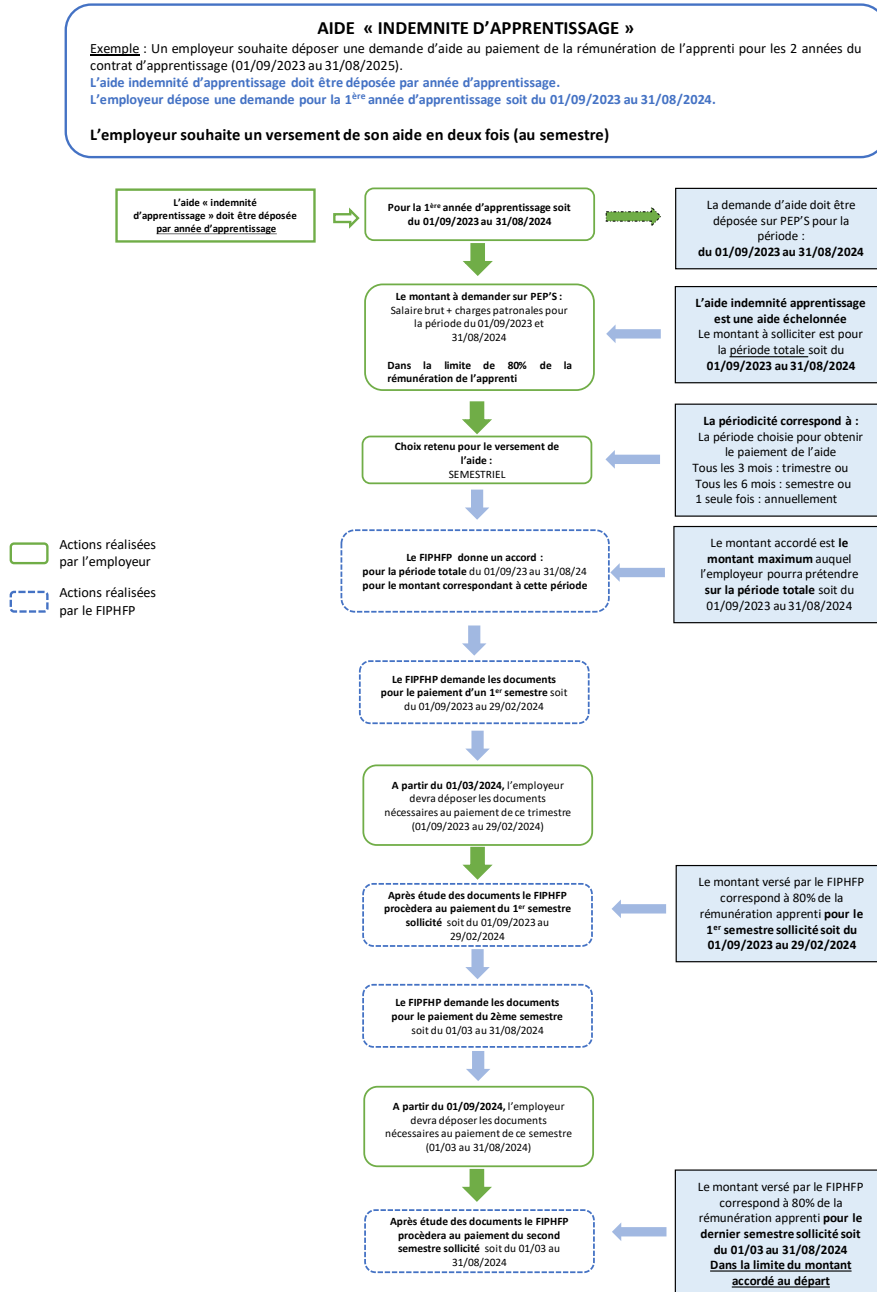 AIDE « INDEMNITE D'APPRENTISSAGE »
Exemple : Un employeur souhaite déposer une demande d'aide au paiement de la rémunération de l'apprenti pour les 2 années du
contrat d'apprentissage (01/09/2023 au 31/08/2025).
L'aide indemnité d'apprentissage doit être déposée par année d'apprentissage.
L'employeur dépose une demande pour la 1ère année d'apprentissage soit du 01/09/2023 au 31/08/2024.
L'employeur souhaite un versement de son aide en deux fois (au semestre)
L'aide « indemnité
d'apprentissage » doit être déposée
par année d'apprentissage
Pour la 1ère année d'apprentissage soit
du 01/09/2023 au 31/08/2024
La demande d'aide doit être
déposée sur PEP'S pour la
période :
du 01/09/2023 au 31/08/2024
Le montant à demander sur PEP'S :
Salaire brut + charges patronales pour
la période du 01/09/2023 et
31/08/2024
Dans la limite de 80% de la
rémunération de l'apprenti
L'aide indemnité apprentissage
est une aide échelonnée
Le montant à solliciter est pour
la période totale soit du
01/09/2023 au 31/08/2024
Choix retenu pour le versement de
l'aide :
SEMESTRIEL
La périodicité correspond à :
La période choisie pour obtenir
le paiement de l'aide
Tous les 3 mois : trimestre ou
Tous les 6 mois : semestre ou
1 seule fois : annuellement
Actions réalisées
par l'employeur
Actions réalisées
par le FIPHFP
Le FIPHFP donne un accord :
pour la période totale du 01/09/23 au 31/08/24
pour le montant correspondant à cette période
Le montant accordé est le
montant maximum auquel
l'employeur pourra prétendre
sur la période totale soit du
01/09/2023 au 31/08/2024
Le FIPFHP demande les documents
pour le paiement d'un 1er semestre soit
du 01/09/2023 au 29/02/2024
A partir du 01/03/2024, l'employeur
devra déposer les documents
nécessaires au paiement de ce trimestre
(01/09/2023 au 29/02/2024)
Après étude des documents le FIPHFP
procèdera au paiement du 1er semestre
sollicité soit du 01/09/2023 au
29/02/2024
Le montant versé par le FIPHFP
correspond à 80% de la
rémunération apprenti pour le
1er semestre sollicité soit du
01/09/2023 au 29/02/2024
Le FIPFHP demande les documents
pour le paiement du 2ème semestre
soit du 01/03 au 31/08/2024
A partir du 01/09/2024, l'employeur
devra déposer les documents
nécessaires au paiement de ce semestre
(01/03 au 31/08/2024)
Après étude des documents le FIPHFP
procèdera au paiement du second
semestre sollicité soit du 01/03 au
31/08/2024
Le montant versé par le FIPHFP
correspond à 80% de la
rémunération apprenti pour le
dernier semestre sollicité soit
du 01/03 au 31/08/2024
Dans la limite du montant
accordé au départ